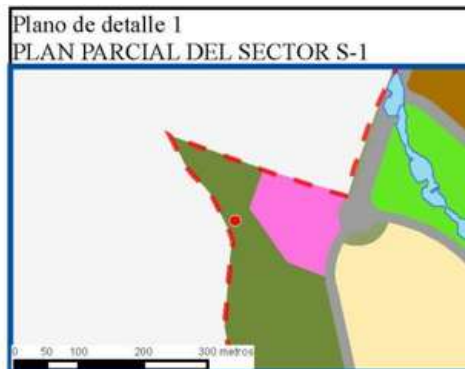 Plano de detalle 1
PLAN PARCIAL DEL SECTOR S-1
0 50 100 200 300 metros